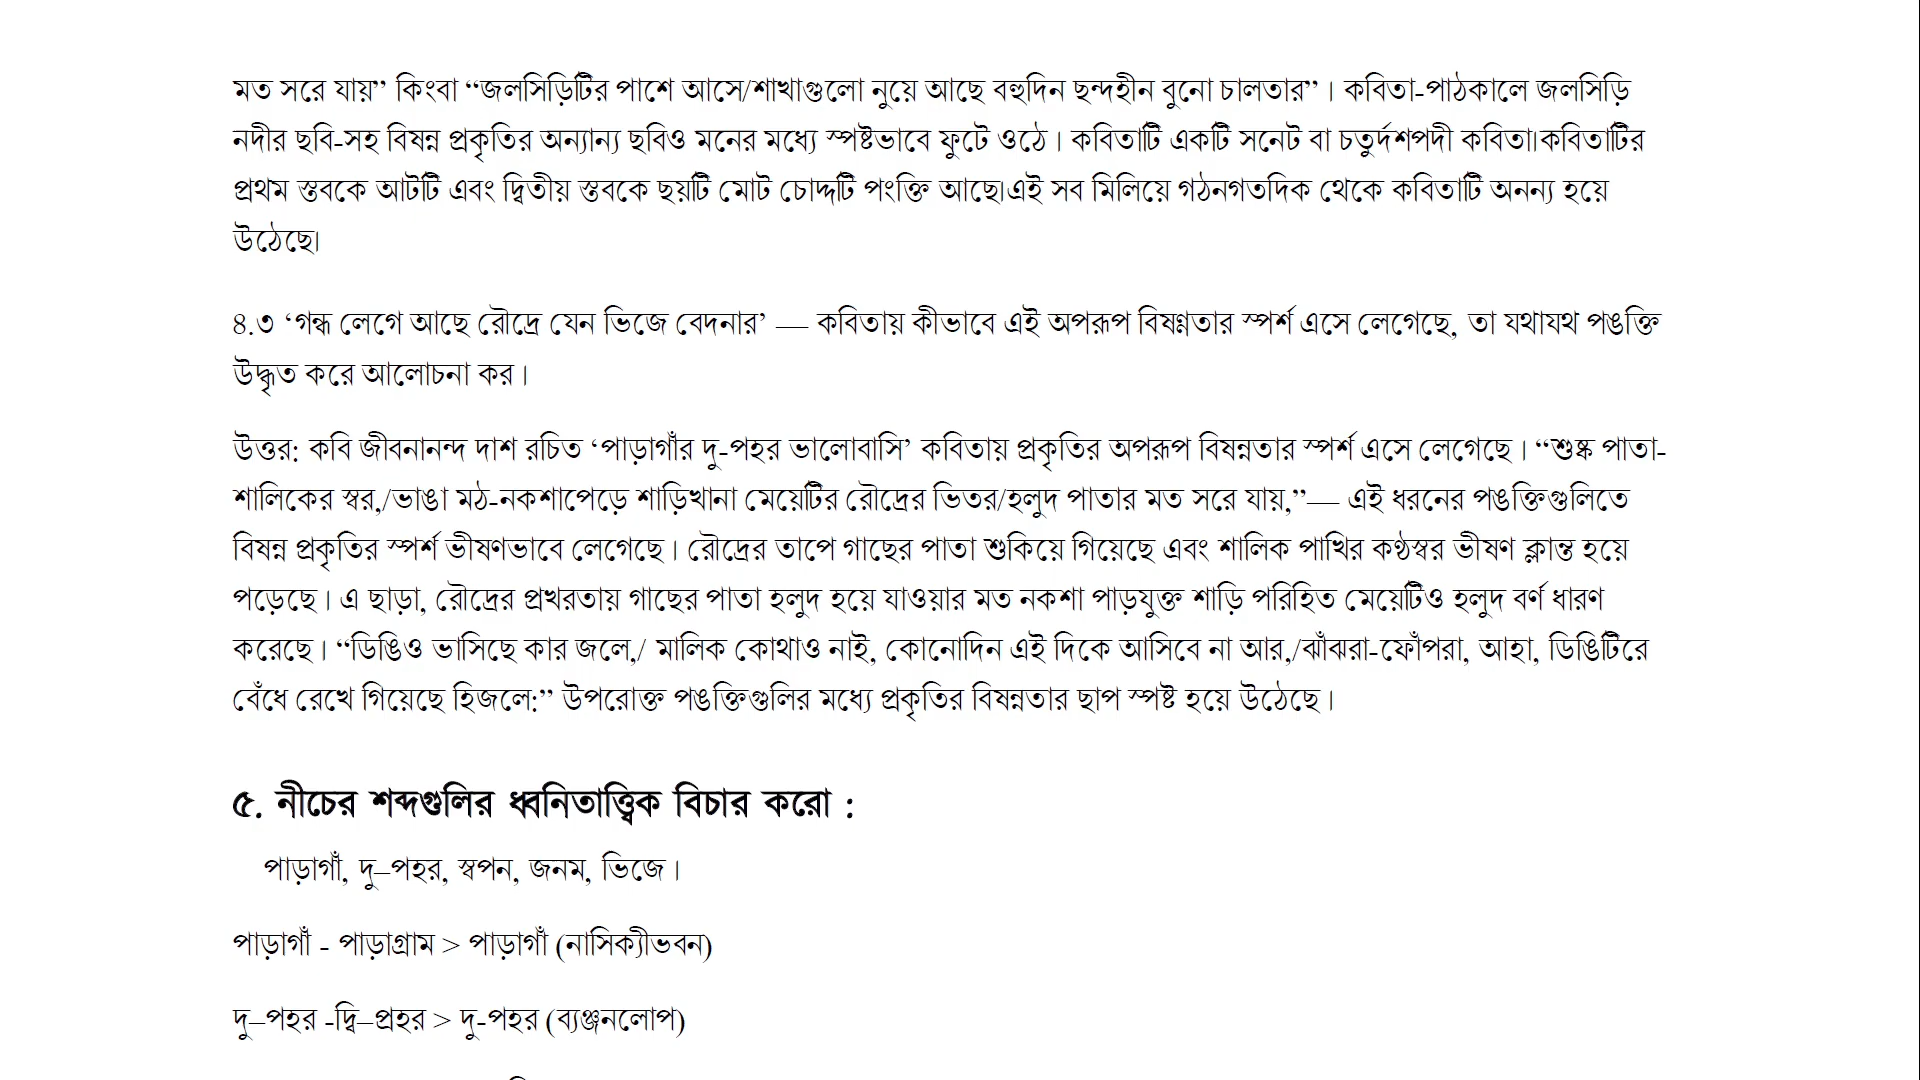 মত সরে যায়” কিংবা “জলসিড়িটির পাশে আসে/শাখাগুলো নুয়ে আছে বহুদিন ছন্দহীন বুনো চালতার”। কবিতা-পাঠকালে জলসিড়ি
নদীর ছবি-সহ বিষন্ন প্রকৃতির অন্যান্য ছবিও মনের মধ্যে স্পষ্টভাবে ফুটে ওঠে। কবিতাটি একটি সনেট বা চতুর্দশপদী কবিতা।কবিতাটির
প্রথম স্তবকে আটটি এবং দ্বিতীয় স্তবকে ছয়টি মোট চোদ্দটি পংক্তি আছে।এই সব মিলিয়ে গঠনগতদিক থেকে কবিতাটি অনন্য হয়ে
উঠেছে।
৪.৩ ‘গন্ধ লেগে আছে রৌদ্রে যেন ভিজে বেদনার’ — কবিতায় কীভাবে এই অপরূপ বিষন্নতার স্পর্শ এসে লেগেছে, তা যথাযথ পঙক্তি
উদ্ধৃত করে আলোচনা কর।
উত্তর: কবি জীবনানন্দ দাশ রচিত ‘পাড়াগাঁর দু-পহর ভালোবাসি’ কবিতায় প্রকৃতির অপরূপ বিষন্নতার স্পর্শ এসে লেগেছে। “শুষ্ক পাতা-
শালিকের স্বর,/ভাঙা মঠ-নকশাপেড়ে শাড়িখানা মেয়েটির রৌদ্রের ভিতর/হলুদ পাতার মত সরে যায়,”— এই ধরনের পঙক্তিগুলিতে
বিষন্ন প্রকৃতির স্পর্শ ভীষণভাবে লেগেছে। রৌদ্রের তাপে গাছের পাতা শুকিয়ে গিয়েছে এবং শালিক পাখির কণ্ঠস্বর ভীষণ ক্লান্ত হয়ে
পড়েছে। এ ছাড়া, রৌদ্রের প্রখরতায় গাছের পাতা হলুদ হয়ে যাওয়ার মত নকশা পাড়যুক্ত শাড়ি পরিহিত মেয়েটিও হলুদ বর্ণ ধারণ
করেছে। “ডিঙিও ভাসিছে কার জলে,/ মালিক কোথাও নাই, কোনোদিন এই দিকে আসিবে না আর,/ঝাঁঝরা-ফোঁপরা, আহা, ডিঙিটিরে
বেঁধে রেখে গিয়েছে হিজলে:” উপরোক্ত পঙক্তিগুলির মধ্যে প্রকৃতির বিষন্নতার ছাপ স্পষ্ট হয়ে উঠেছে।
৫. নীচের শব্দগুলির ধ্বনিতাত্ত্বিক বিচার করো :
পাড়াগাঁ, দু–পহর, স্বপন, জনম, ভিজে।
পাড়াগাঁ - পাড়াগ্রাম > পাড়াগাঁ (নাসিক্যীভবন)
দু–পহর -দ্বি–প্রহর > দু-পহর (ব্যঞ্জনলোপ)